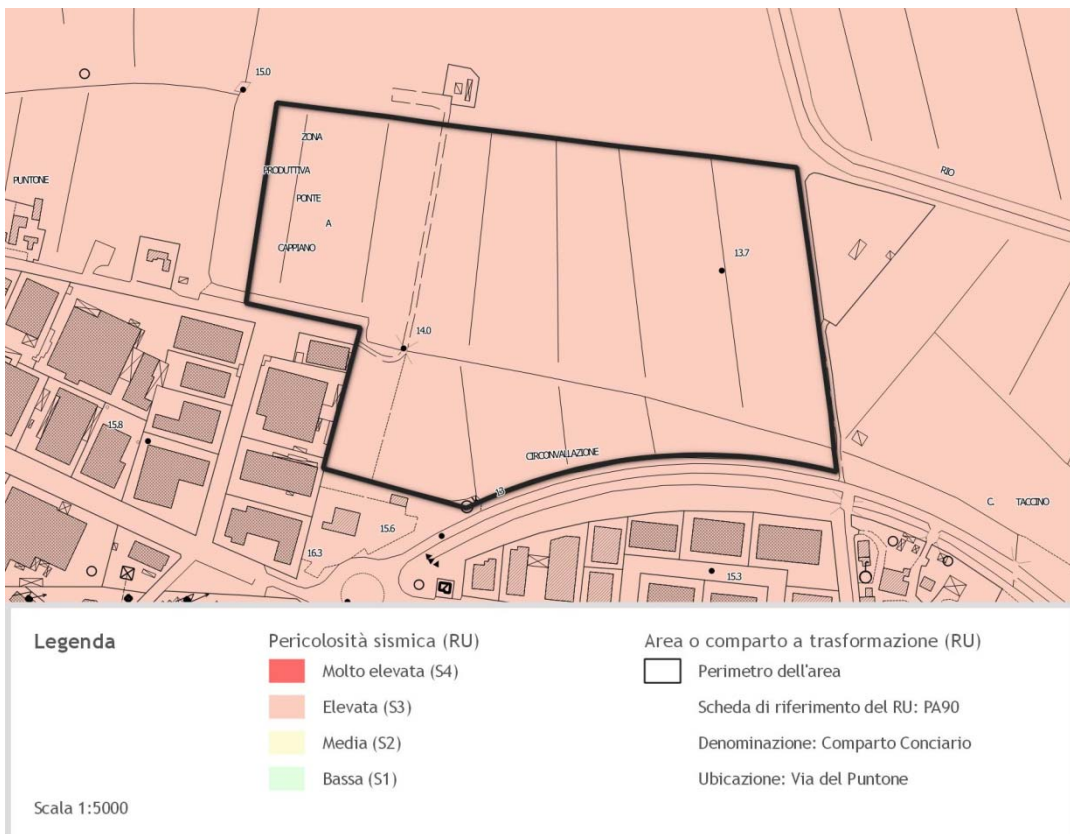 15.0
ZONA
RIO
PRODUTTIVA
PUNTONE
PONTE
A
CAPPIANO
13.7
14.0
15.8
CIRCONVALLAZIONE
13
C. TACCINO
15.6
16.3
15.3
Legenda
Pericolosità sismica (RU)
Molto elevata (S4)
Elevata (S3)
Media (S2)
Bassa (S1)
Area o comparto a trasformazione (RU)
Perimetro dell'area
Scheda di riferimento del RU: PA90
Denominazione: Comparto Conciario
Ubicazione: Via del Puntone
Scala 1:5000